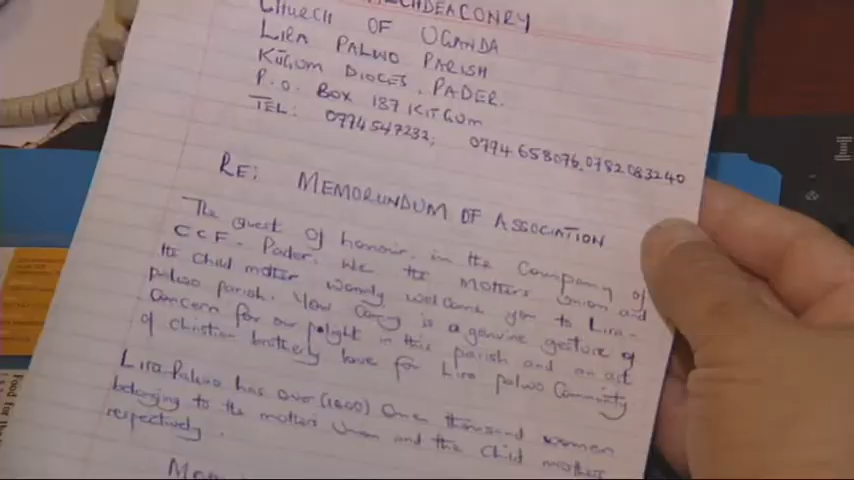 ARCHDEACONRY
CHURCH OF UGANDA
LIRA PALWO PARISH
KITGUM DIOCES, PADER.
P.O. BOX 187 KITGUM
TEL: 0774547232, 0774658076, 0782083240
RE: MEMORANDUM OF ASSOCIATION
The guest of honour, in the Company of
CCF - Pader. We the Mothers Union and
the child mother warmly welcome you to Lira-
palwo parish. Your is a genuine gesture of
Concern for our plight in this parish and an act
of christian brotherly love for Lira palwo Community
Lira-Palwo has over One thousand women
belonging to the mothers Union and the child mothers
respectively.
Food for the